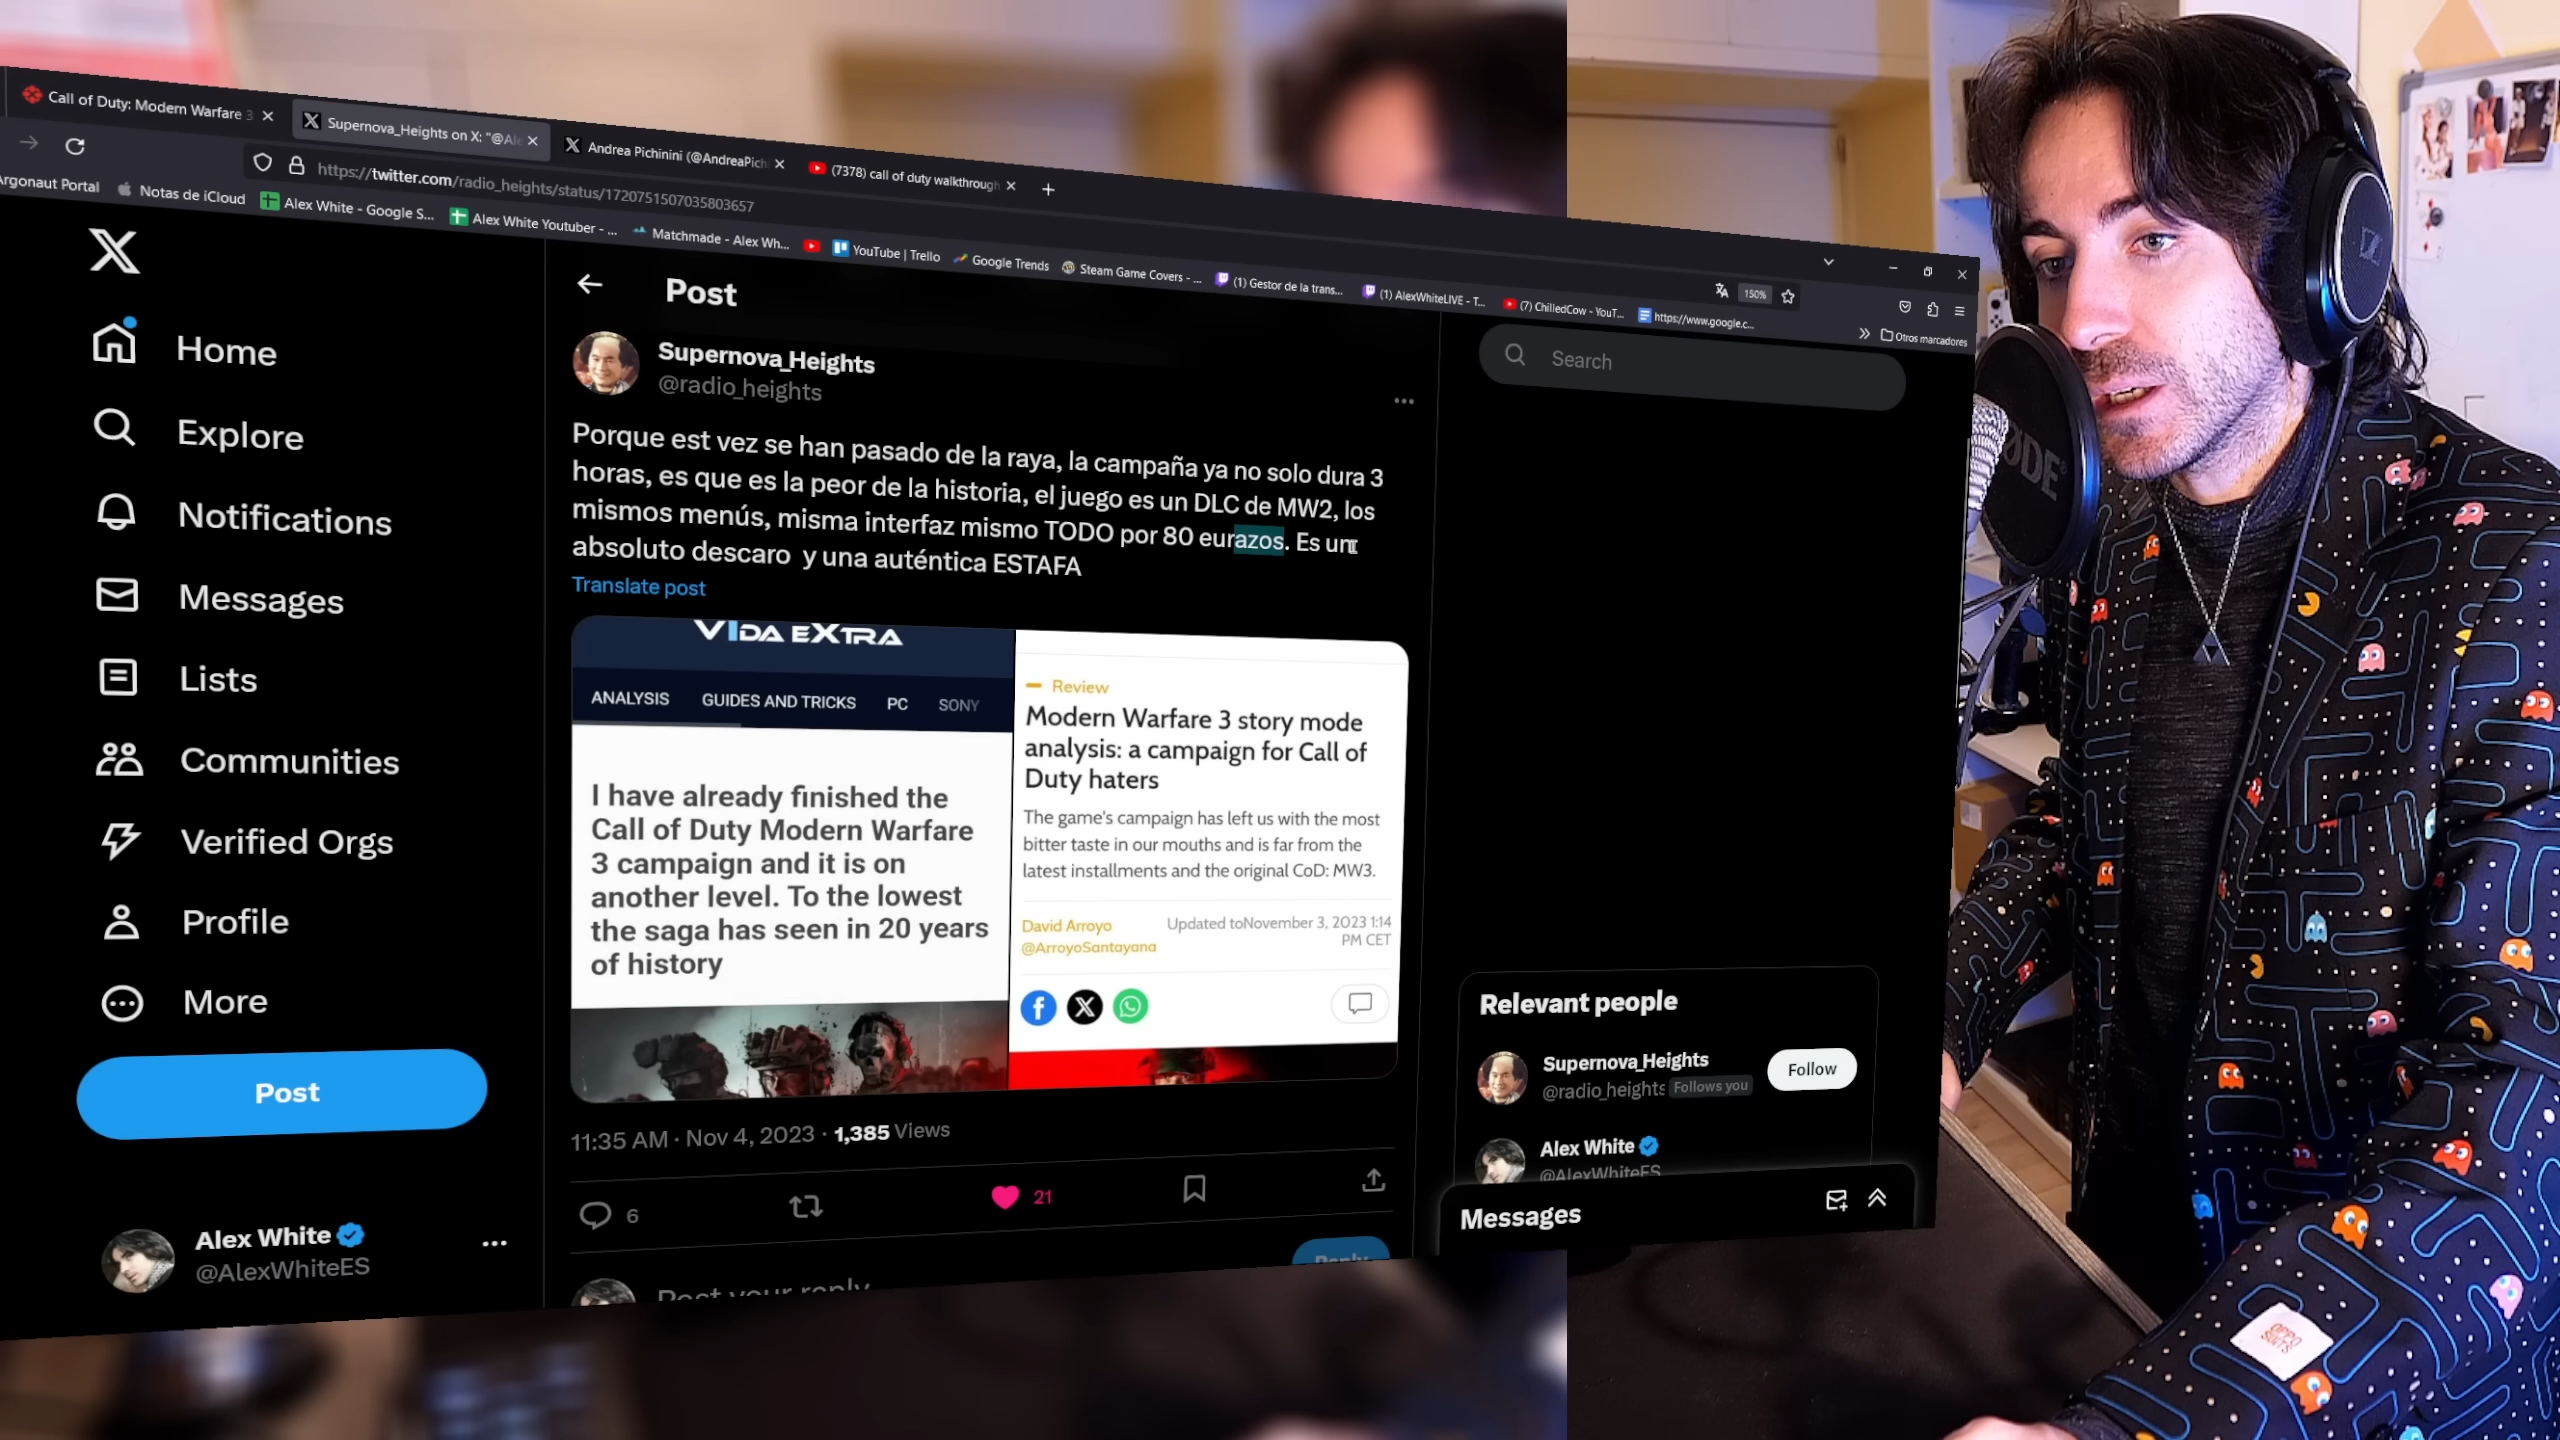 Call of Duty: Modern Warfare 3
Supernova_Heights on X: "@Al
Andrea Pichinini (@AndreaPich
(7378) call of duty walkthrough
https://twitter.com/radio_heights/status/1720751507035803657
150%
Argonaut Portal
Notas de iCloud
Alex White - Google S...
Alex White Youtuber - ...
Matchmade - Alex Wh...
YouTube | Trello
Google Trends
Steam Game Covers - ...
(1) Gestor de la trans...
(1) AlexWhiteLIVE - T...
(7) ChilledCow - YouT...
https://www.google.c...
Otros marcadores
Home
Explore
Notifications
Messages
Lists
Communities
Verified Orgs
Profile
More
Post
Alex White
@AlexWhiteES
Post
Supernova_Heights
@radio_heights
Porque est vez se han pasado de la raya, la campaña ya no solo dura 3
horas, es que es la peor de la historia, el juego es un DLC de MW2, los
mismos menús, misma interfaz mismo TODO por 80 eurazos. Es un
absoluto descaro y una auténtica ESTAFA
Translate post
VIDA EXTRA
ANALYSIS GUIDES AND TRICKS PC SONY
I have already finished the
Call of Duty Modern Warfare
3 campaign and it is on
another level. To the lowest
the saga has seen in 20 years
of history
Review
Modern Warfare 3 story mode
analysis: a campaign for Call of
Duty haters
The game's campaign has left us with the most
bitter taste in our mouths and is far from the
latest installments and the original CoD: MW3.
David Arroyo
@ArroyoSantayana
Updated toNovember 3, 2023 1:14
PM CET
11:35 AM · Nov 4, 2023 · 1,385 Views
6
21
Post your reply
Reply
Search
Relevant people
Supernova_Heights
@radio_heights Follows you
Follow
Alex White
@AlexWhiteES
Messages
OPPO
SUITS